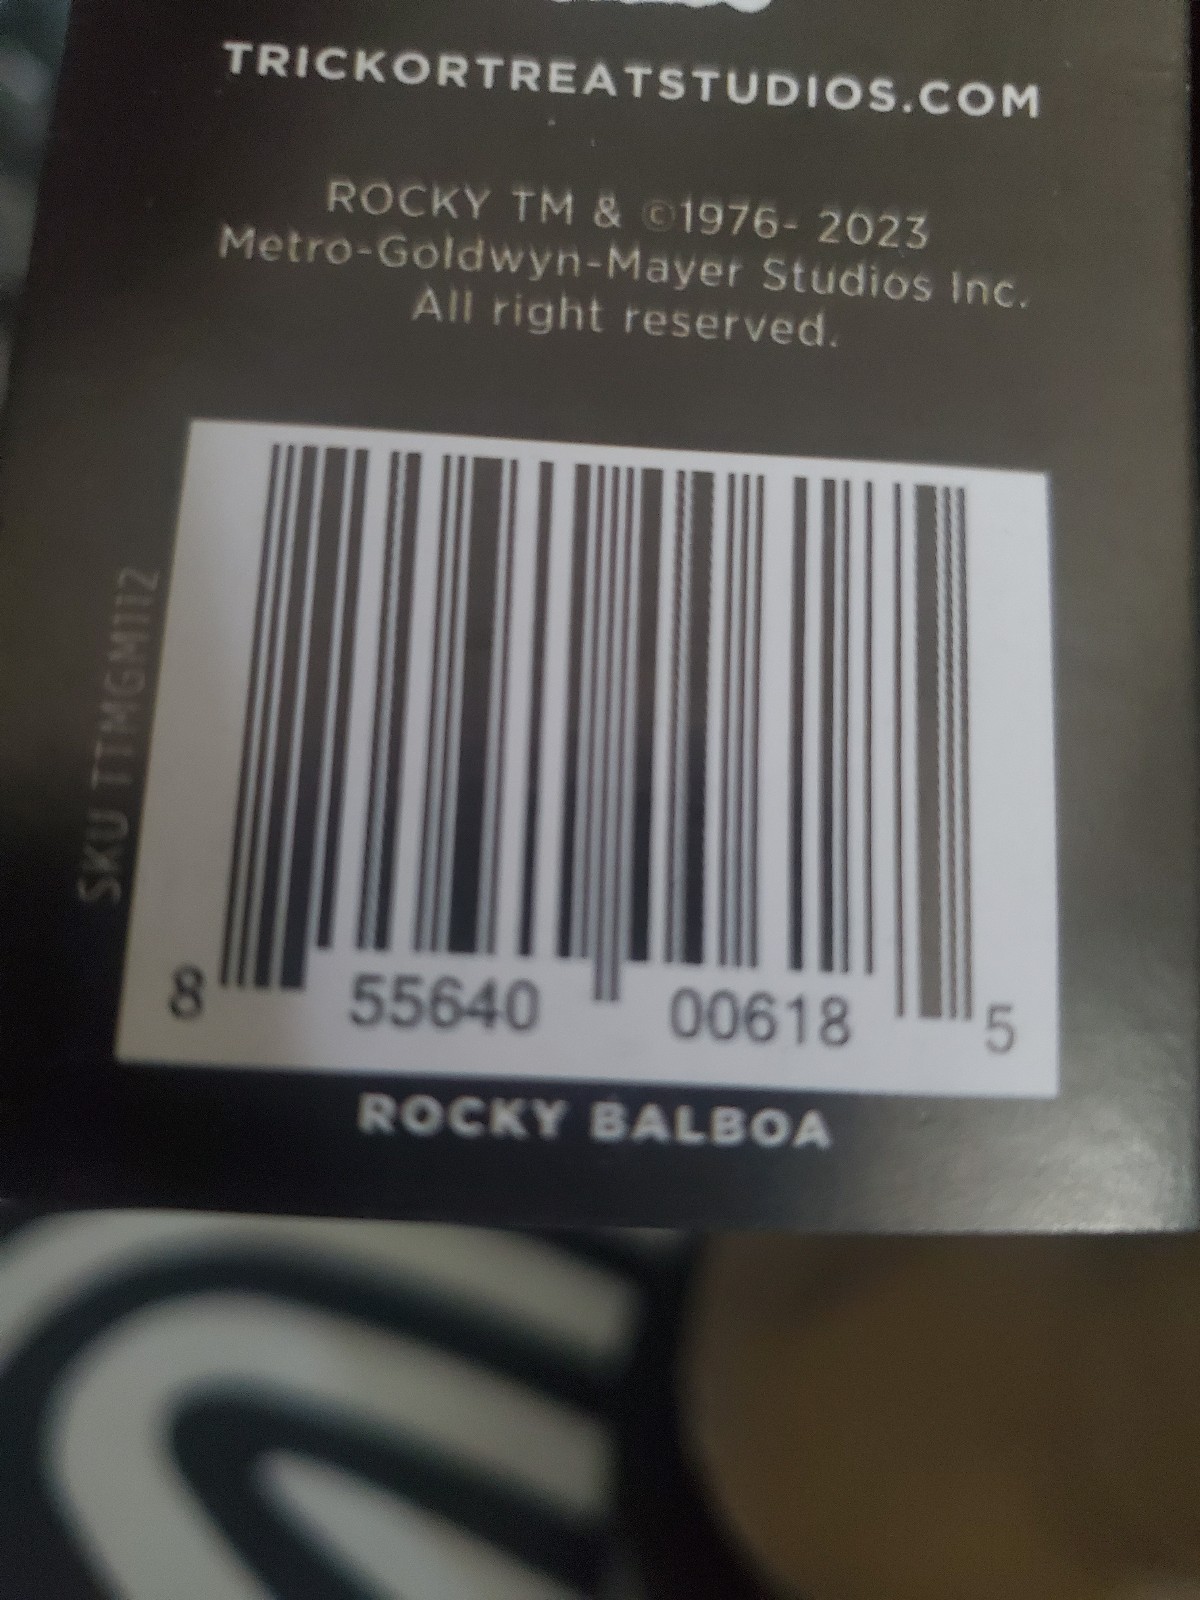 TRICKORTREATSTUDIOS.COM
ROCKY TM & ©1976- 2023
Metro-Goldwyn-Mayer Studios Inc.
All right reserved.
SKU TTMGM112
8 55640 00618 5
ROCKY BALBOA